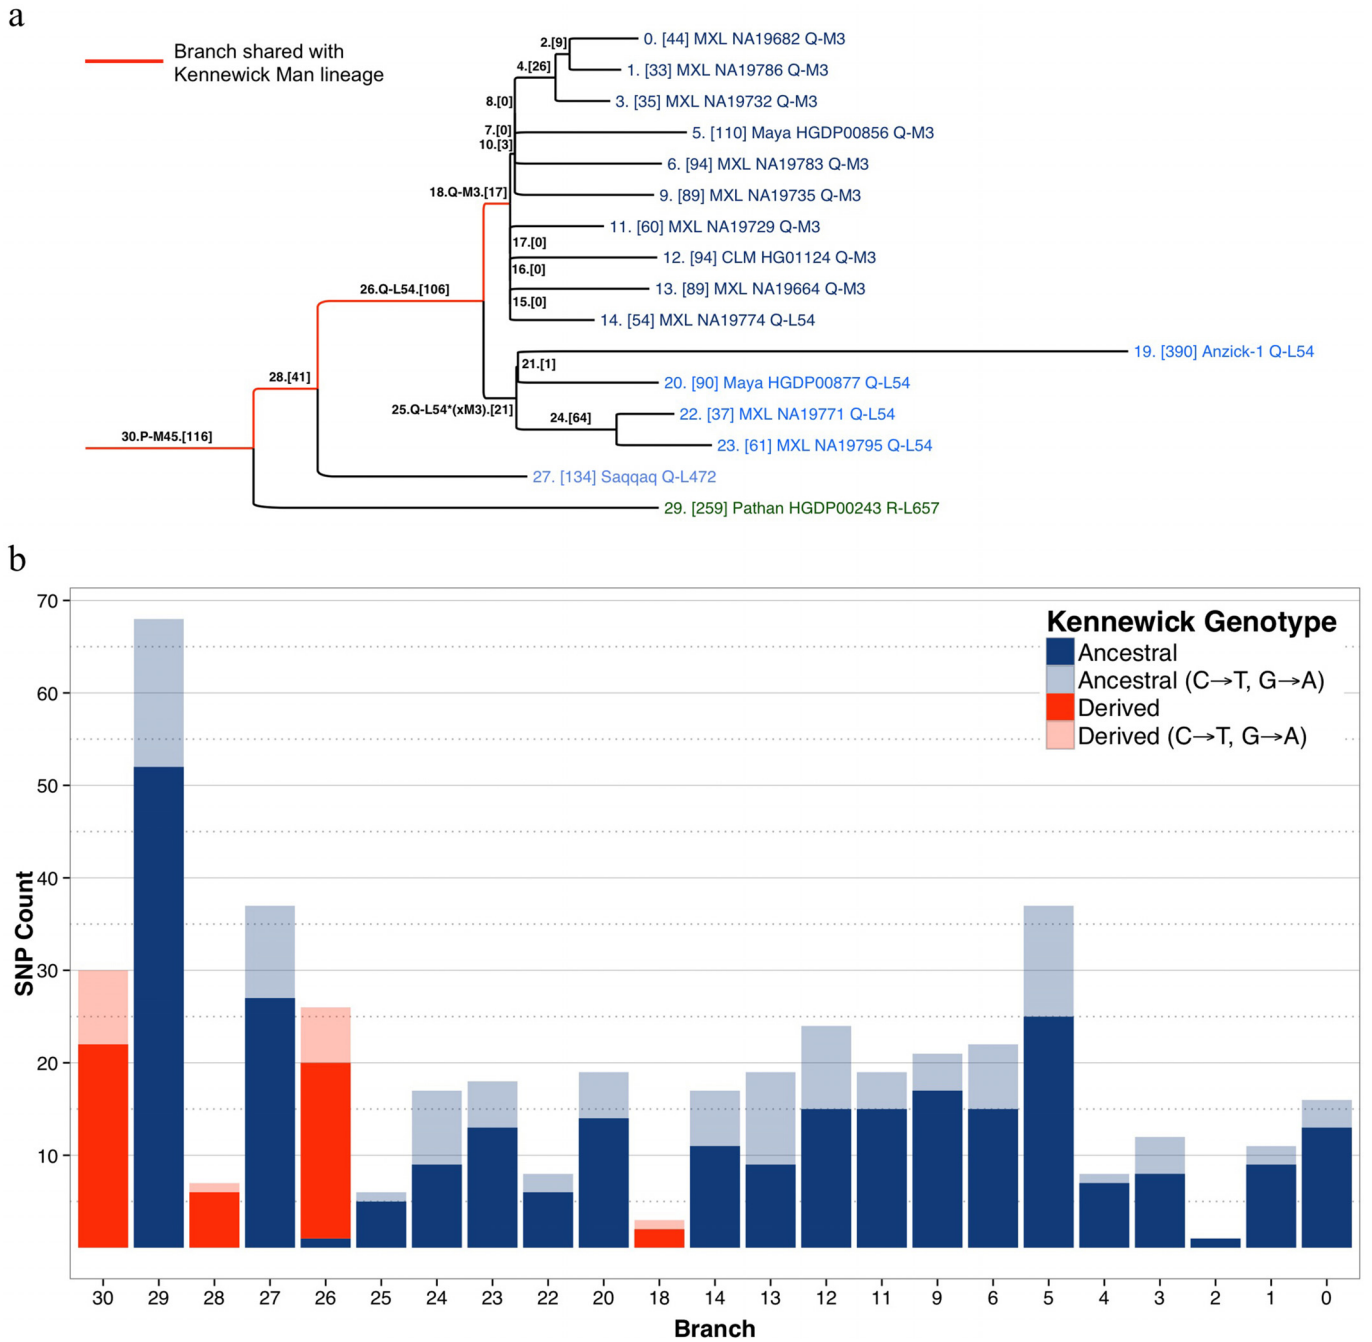 a
Branch shared with
Kennewick Man lineage
2.[9]
0. [44] MXL NA19682 Q-M3
4.[26]
1. [33] MXL NA19786 Q-M3
8.[0]
3. [35] MXL NA19732 Q-M3
7.[0]
5. [110] Maya HGDP00856 Q-M3
10.[3]
6. [94] MXL NA19783 Q-M3
18.Q-M3.[17]
9. [89] MXL NA19735 Q-M3
11. [60] MXL NA19729 Q-M3
17.[0]
12. [94] CLM HG01124 Q-M3
16.[0]
26.Q-L54.[106]
13. [89] MXL NA19664 Q-M3
15.[0]
14. [54] MXL NA19774 Q-L54
19. [390] Anzick-1 Q-L54
21.[1]
28.[41]
20. [90] Maya HGDP00877 Q-L54
25.Q-L54*(xM3).[21]
24.[64]
22. [37] MXL NA19771 Q-L54
30.P-M45.[116]
23. [61] MXL NA19795 Q-L54
27. [134] Saqqaq Q-L472
29. [259] Pathan HGDP00243 R-L657
b
70
60
50
40
30
20
10
SNP Count
Kennewick Genotype
Ancestral
Ancestral (C→T, G→A)
Derived
Derived (C→T, G→A)
30 29 28 27 26 25 24 23 22 20 18 14 13 12 11 9 6 5 4 3 2 1 0
Branch